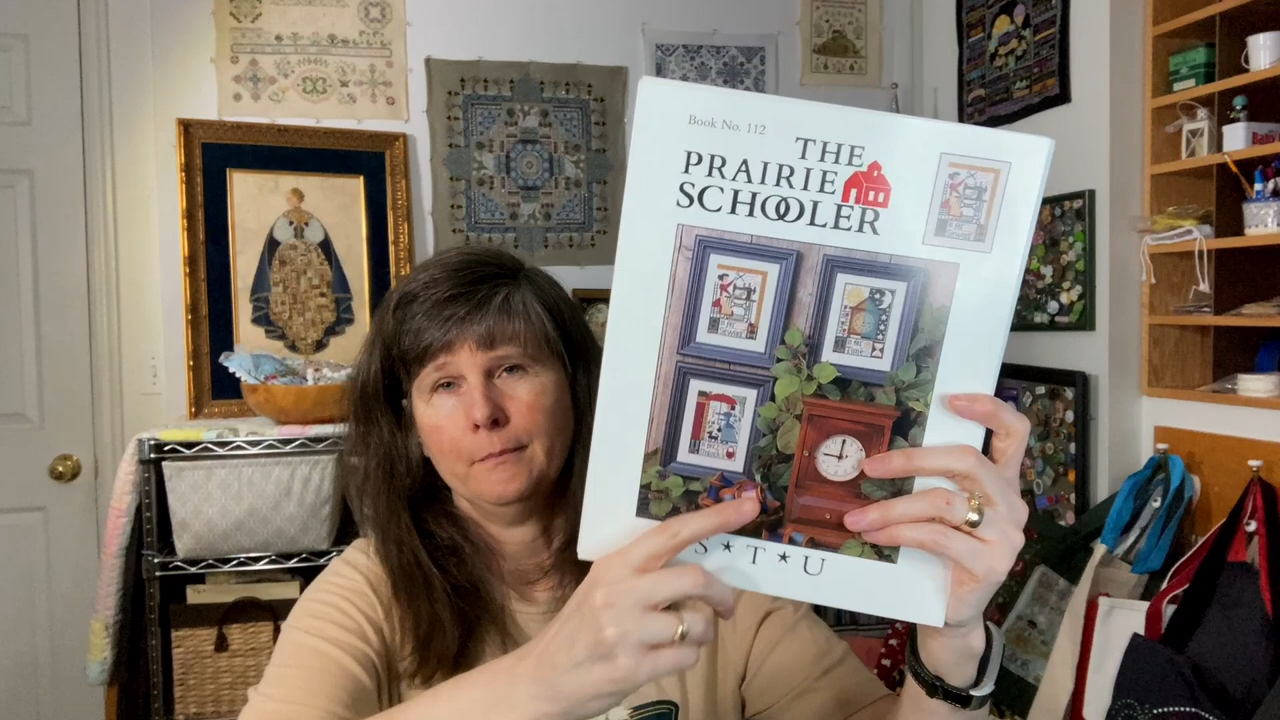 Book No. 112
THE
PRAIRIE
SCHOOLER
S★T★U